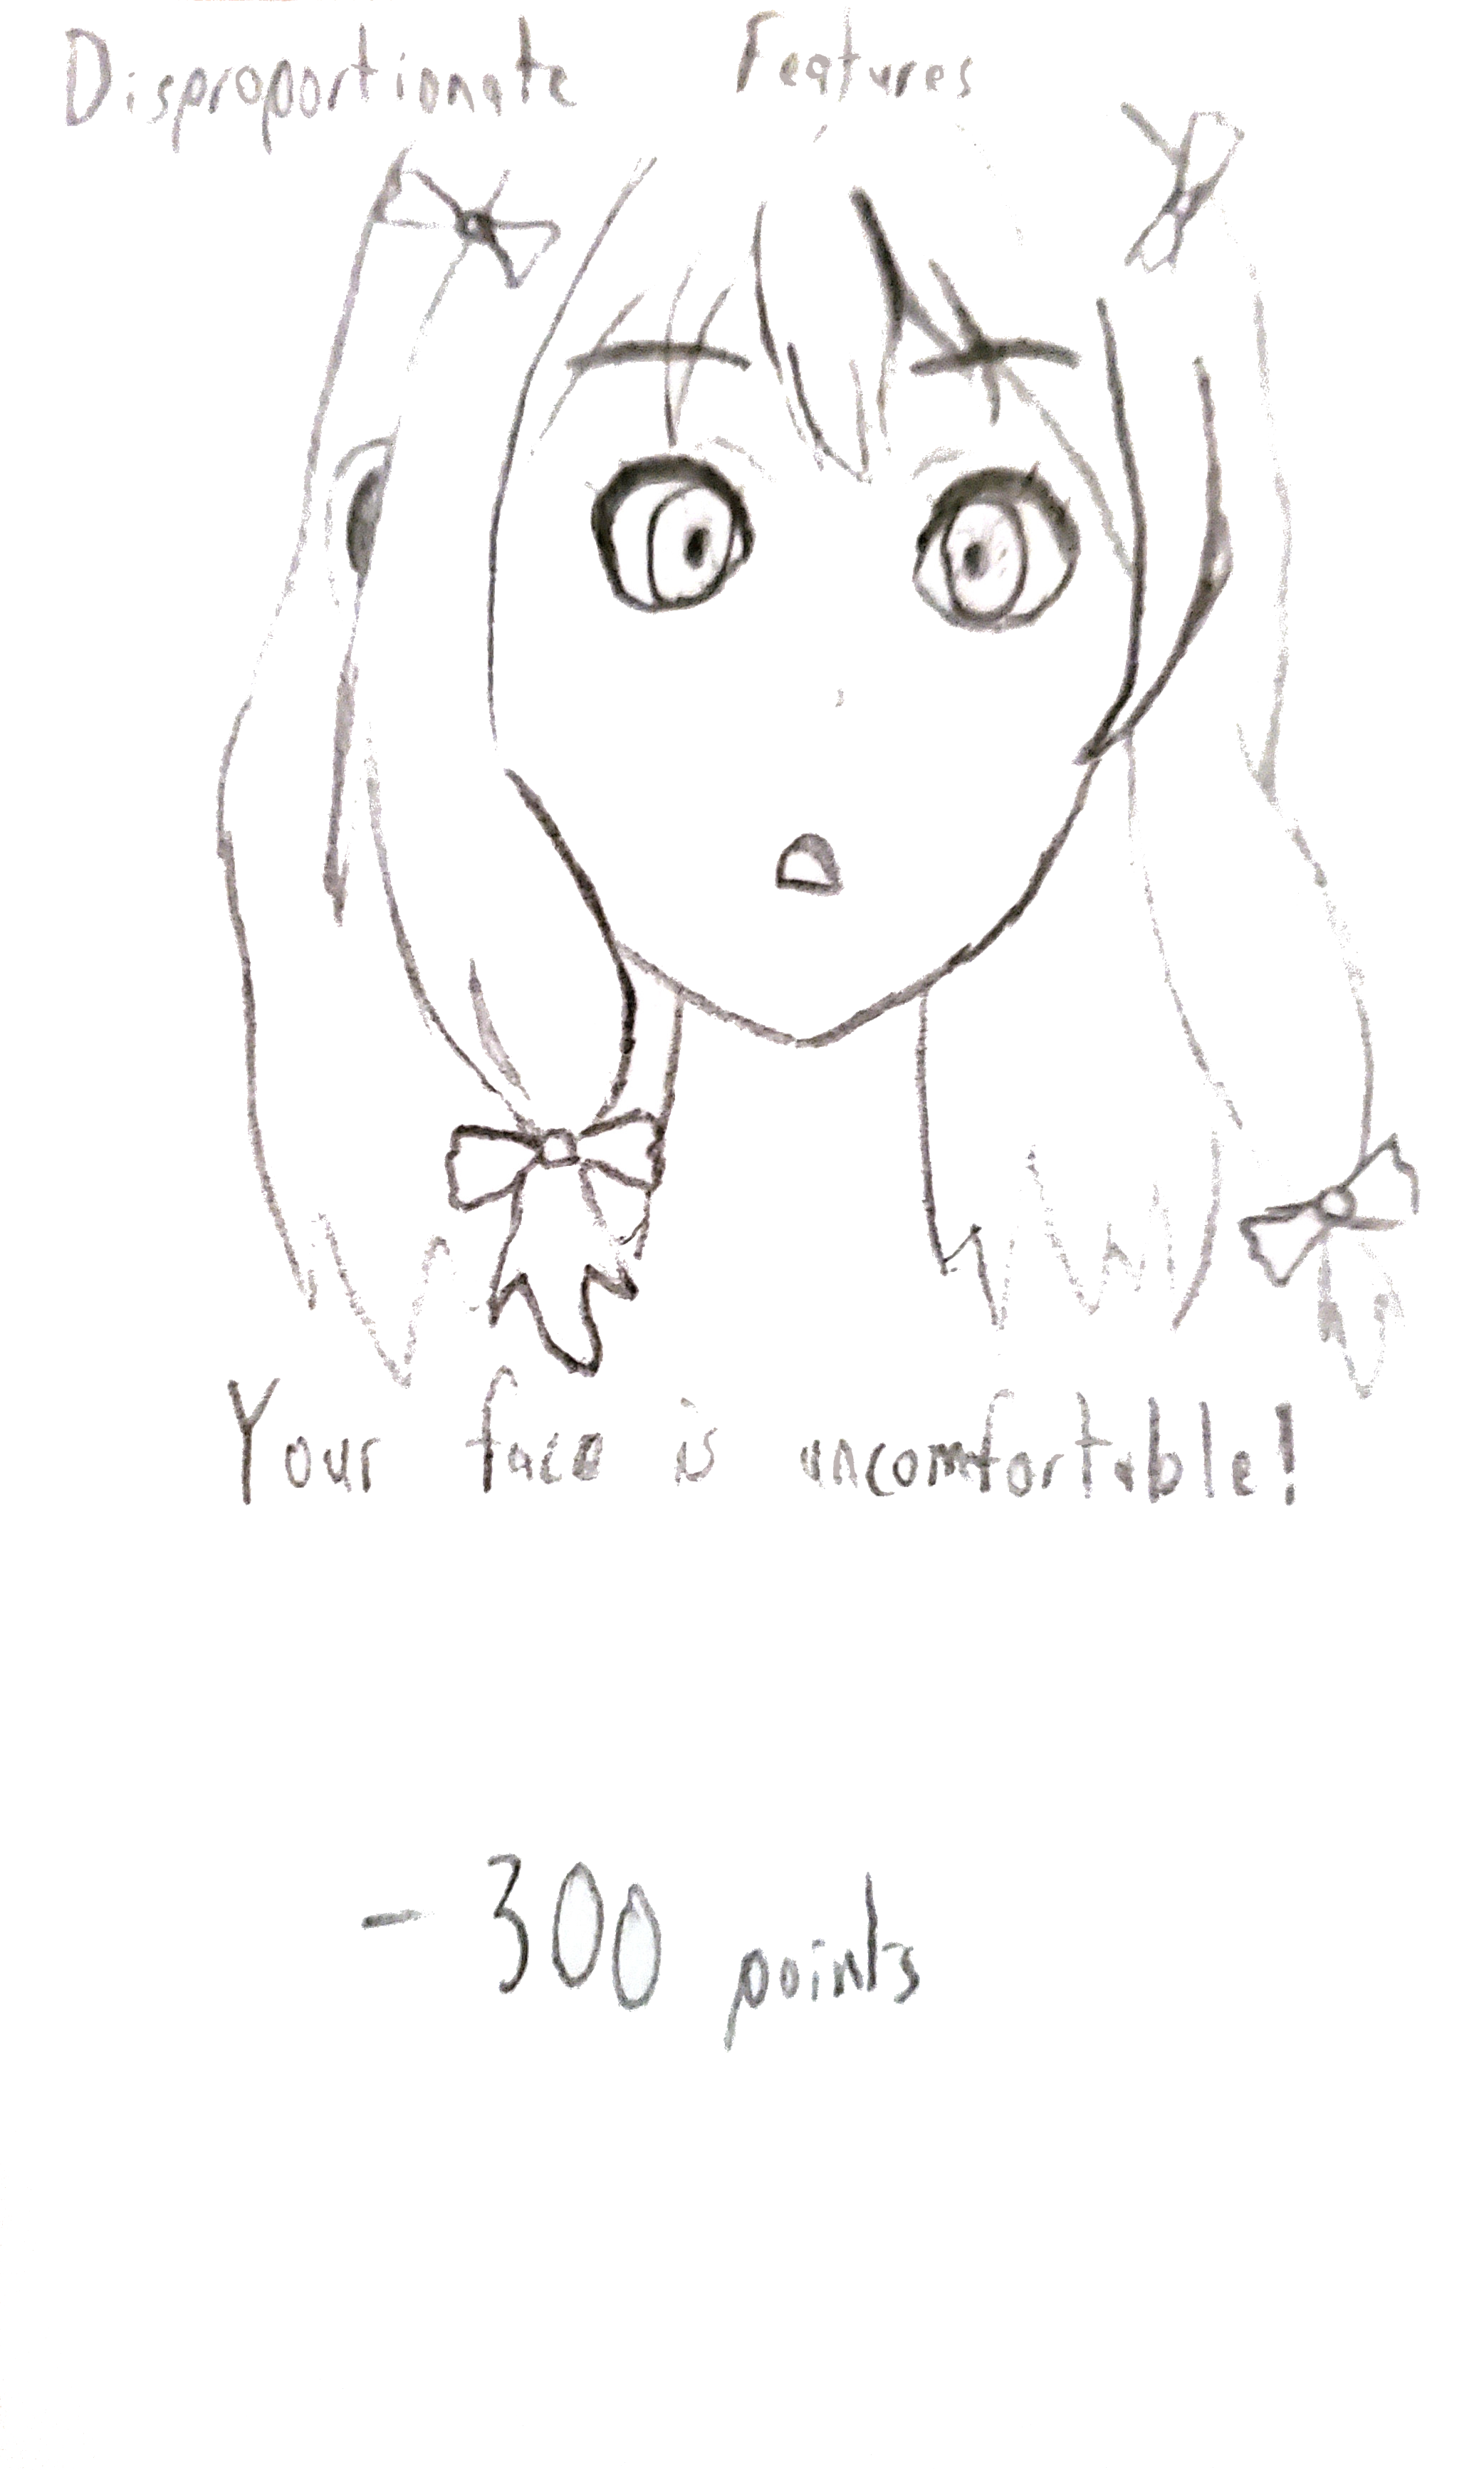 Disproportionate Features
Your face is uncomfortable!
- 300 points